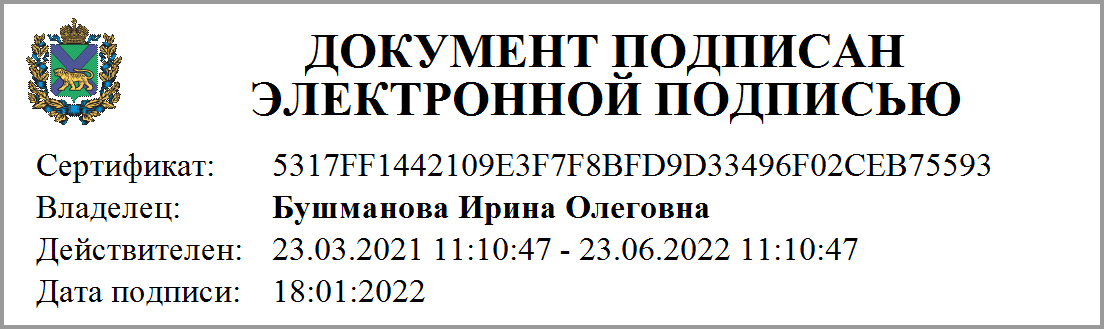 ДОКУМЕНТ ПОДПИСАН
ЭЛЕКТРОННОЙ ПОДПИСЬЮ
Сертификат: 5317FF1442109E3F7F8BFD9D33496F02CEB75593
Владелец: Бушманова Ирина Олеговна
Действителен: 23.03.2021 11:10:47 - 23.06.2022 11:10:47
Дата подписи: 18:01:2022